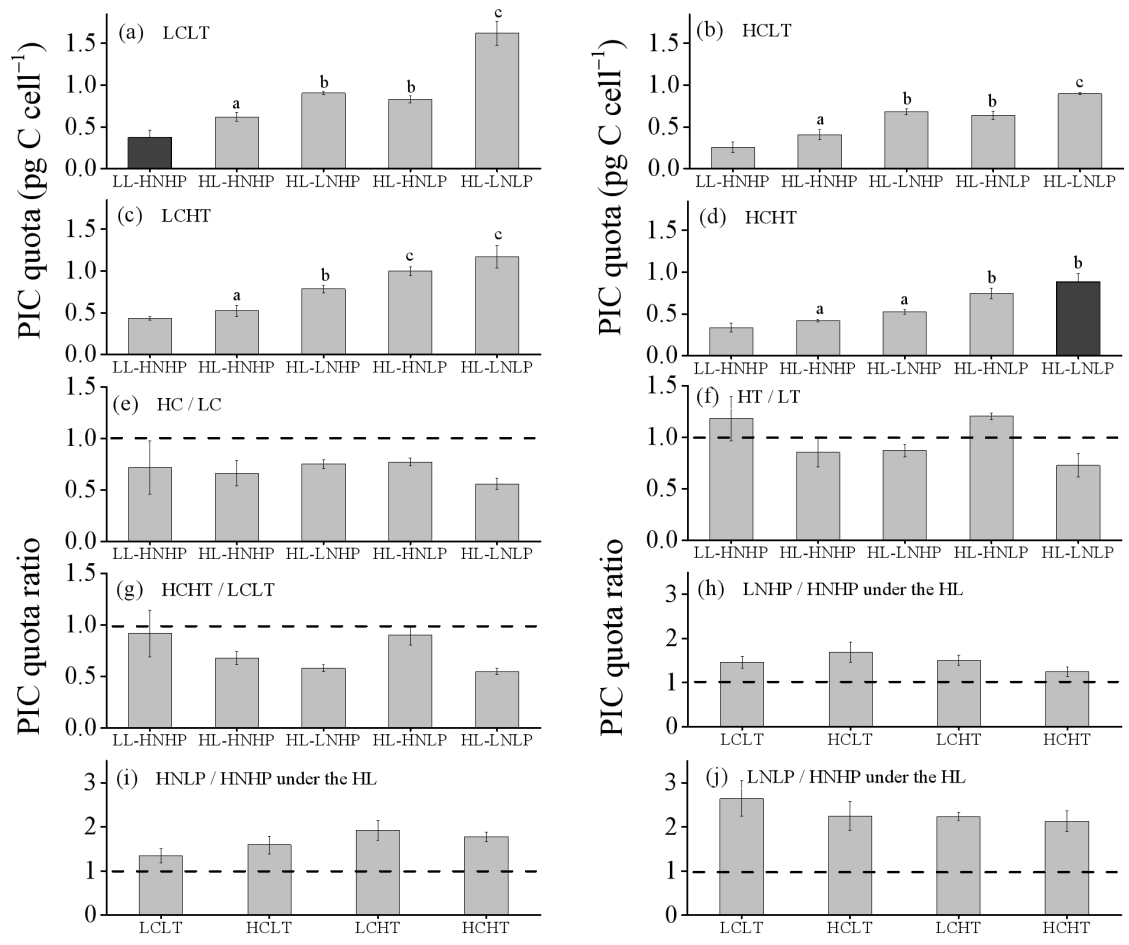 (a) LCLT
PIC quota (pg C cell⁻¹)
1.5
1.0
0.5
0.0
a
b
b
c
LL-HNHP HL-HNHP HL-LNHP HL-HNLP HL-LNLP
(b) HCLT
PIC quota (pg C cell⁻¹)
1.5
1.0
0.5
0.0
a
b
b
c
LL-HNHP HL-HNHP HL-LNHP HL-HNLP HL-LNLP
(c) LCHT
1.5
1.0
0.5
0.0
a
b
c
c
LL-HNHP HL-HNHP HL-LNHP HL-HNLP HL-LNLP
(d) HCHT
1.5
1.0
0.5
0.0
a
a
b
b
LL-HNHP HL-HNHP HL-LNHP HL-HNLP HL-LNLP
(e) HC / LC
1.5
1.0
0.5
0.0
LL-HNHP HL-HNHP HL-LNHP HL-HNLP HL-LNLP
(f) HT / LT
1.5
1.0
0.5
0.0
LL-HNHP HL-HNHP HL-LNHP HL-HNLP HL-LNLP
PIC quota ratio
(g) HCHT / LCLT
1.5
1.0
0.5
0.0
LL-HNHP HL-HNHP HL-LNHP HL-HNLP HL-LNLP
PIC quota ratio
(h) LNHP / HNHP under the HL
3
2
1
0
LCLT HCLT LCHT HCHT
(i) HNLP / HNHP under the HL
3
2
1
0
LCLT HCLT LCHT HCHT
(j) LNLP / HNHP under the HL
3
2
1
0
LCLT HCLT LCHT HCHT